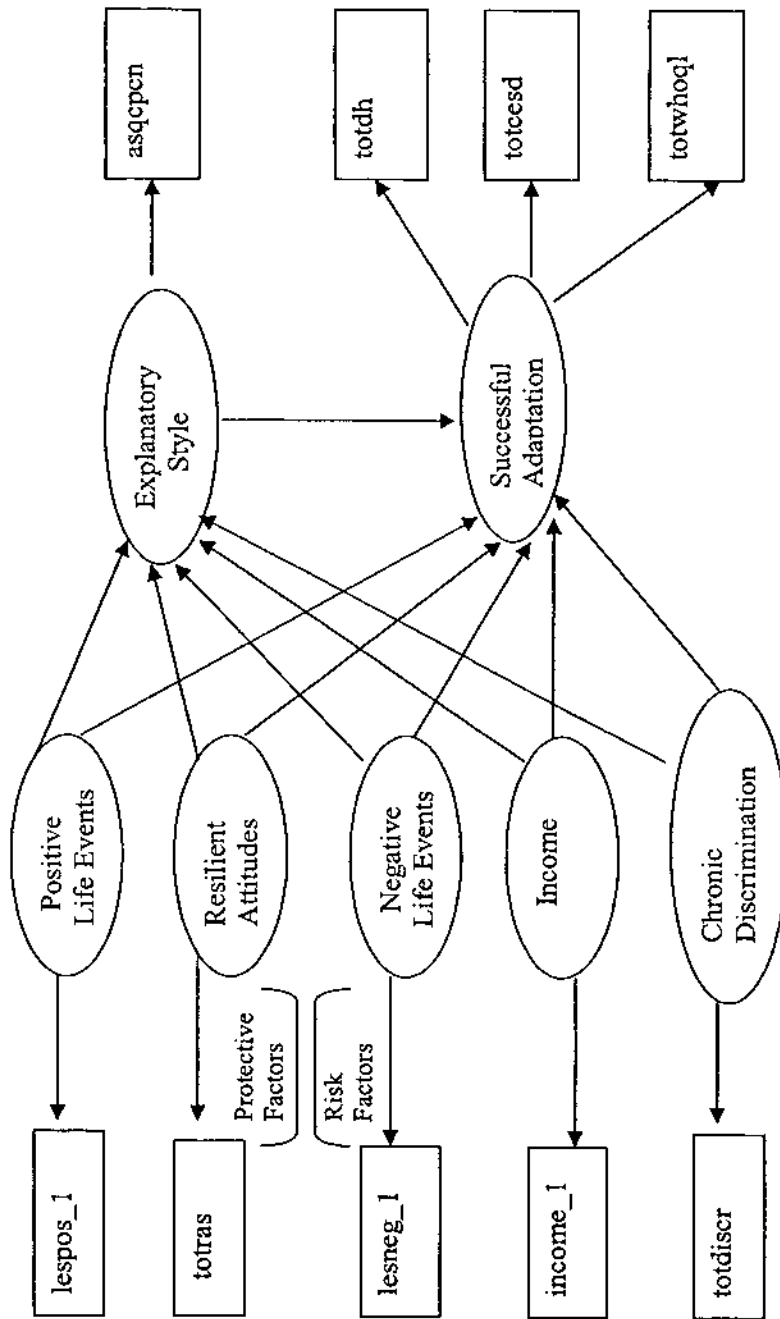 lespos_1
totras
Protective
Factors
Risk
Factors
lesneg_1
income_1
totdiscr
Positive
Life Events
Resilient
Attitudes
Negative
Life Events
Income
Chronic
Discrimination
Explanatory
Style
Successful
Adaptation
asqcpcn
totdh
totcesd
totwhoql